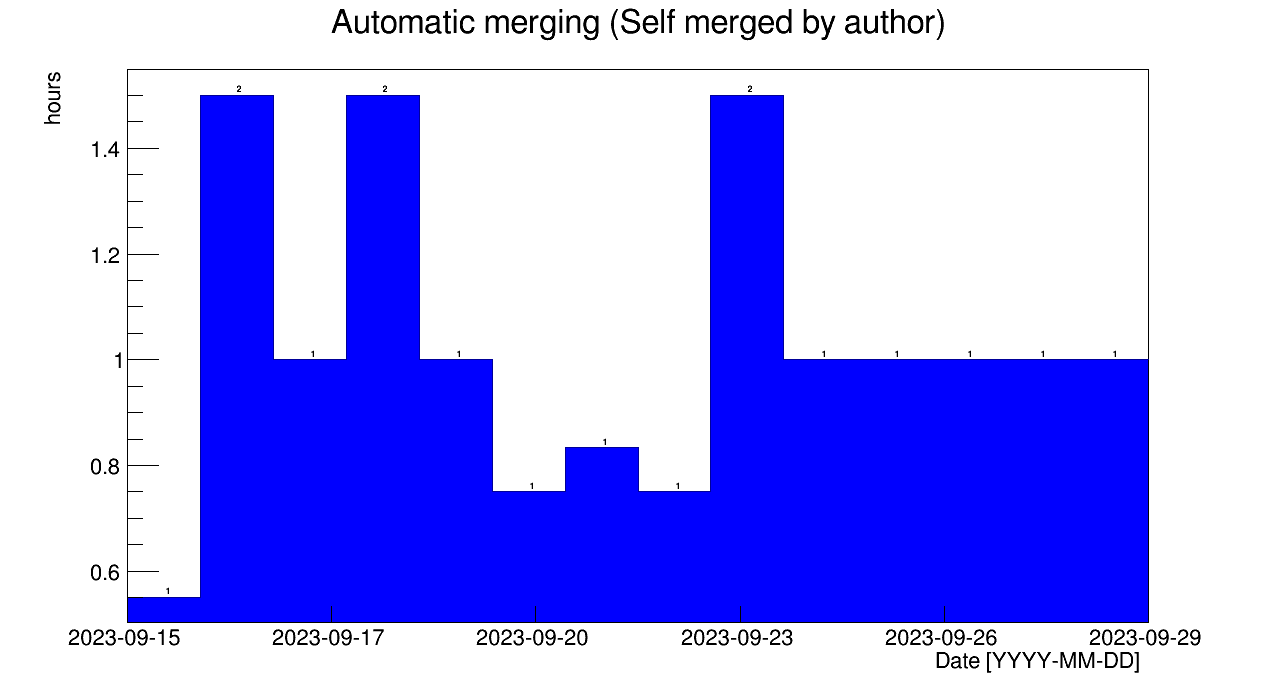 Automatic merging (Self merged by author)
hours
2 2 2
1.4
1.2
1 1 1 1 1 1 1 1
1
0.8
1
1 1
0.6
1
2023-09-15 2023-09-17 2023-09-20 2023-09-23 2023-09-26 2023-09-29
Date [YYYY-MM-DD]